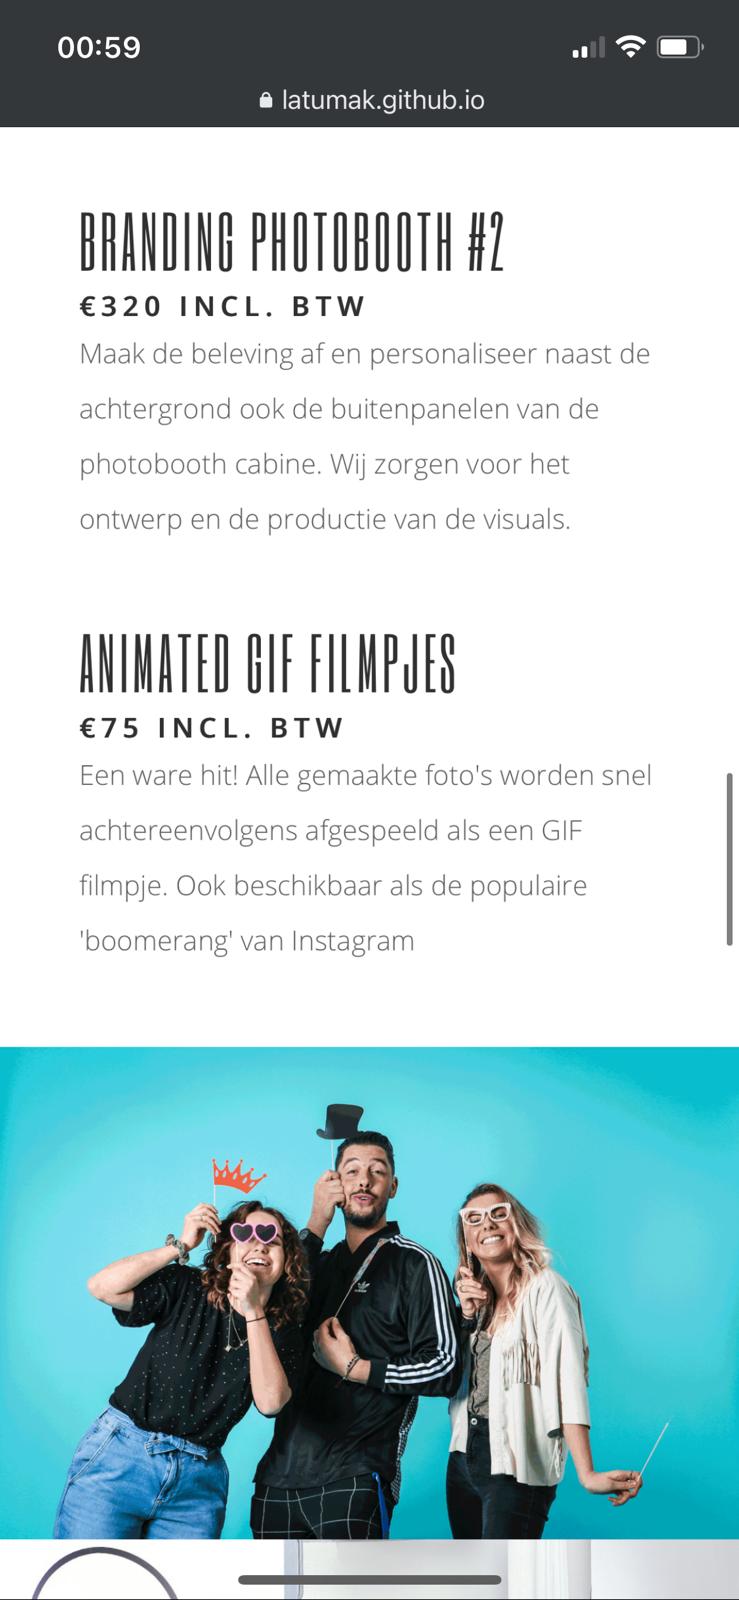 00:59
latumak.github.io
BRANDING PHOTOBOOTH #2
€320 INCL. BTW
Maak de beleving af en personaliseer naast de
achtergrond ook de buitenpanelen van de
photobooth cabine. Wij zorgen voor het
ontwerp en de productie van de visuals.
ANIMATED GIF FILMPJES
€75 INCL. BTW
Een ware hit! Alle gemaakte foto's worden snel
achtereenvolgens afgespeeld als een GIF
filmpje. Ook beschikbaar als de populaire
'boomerang' van Instagram